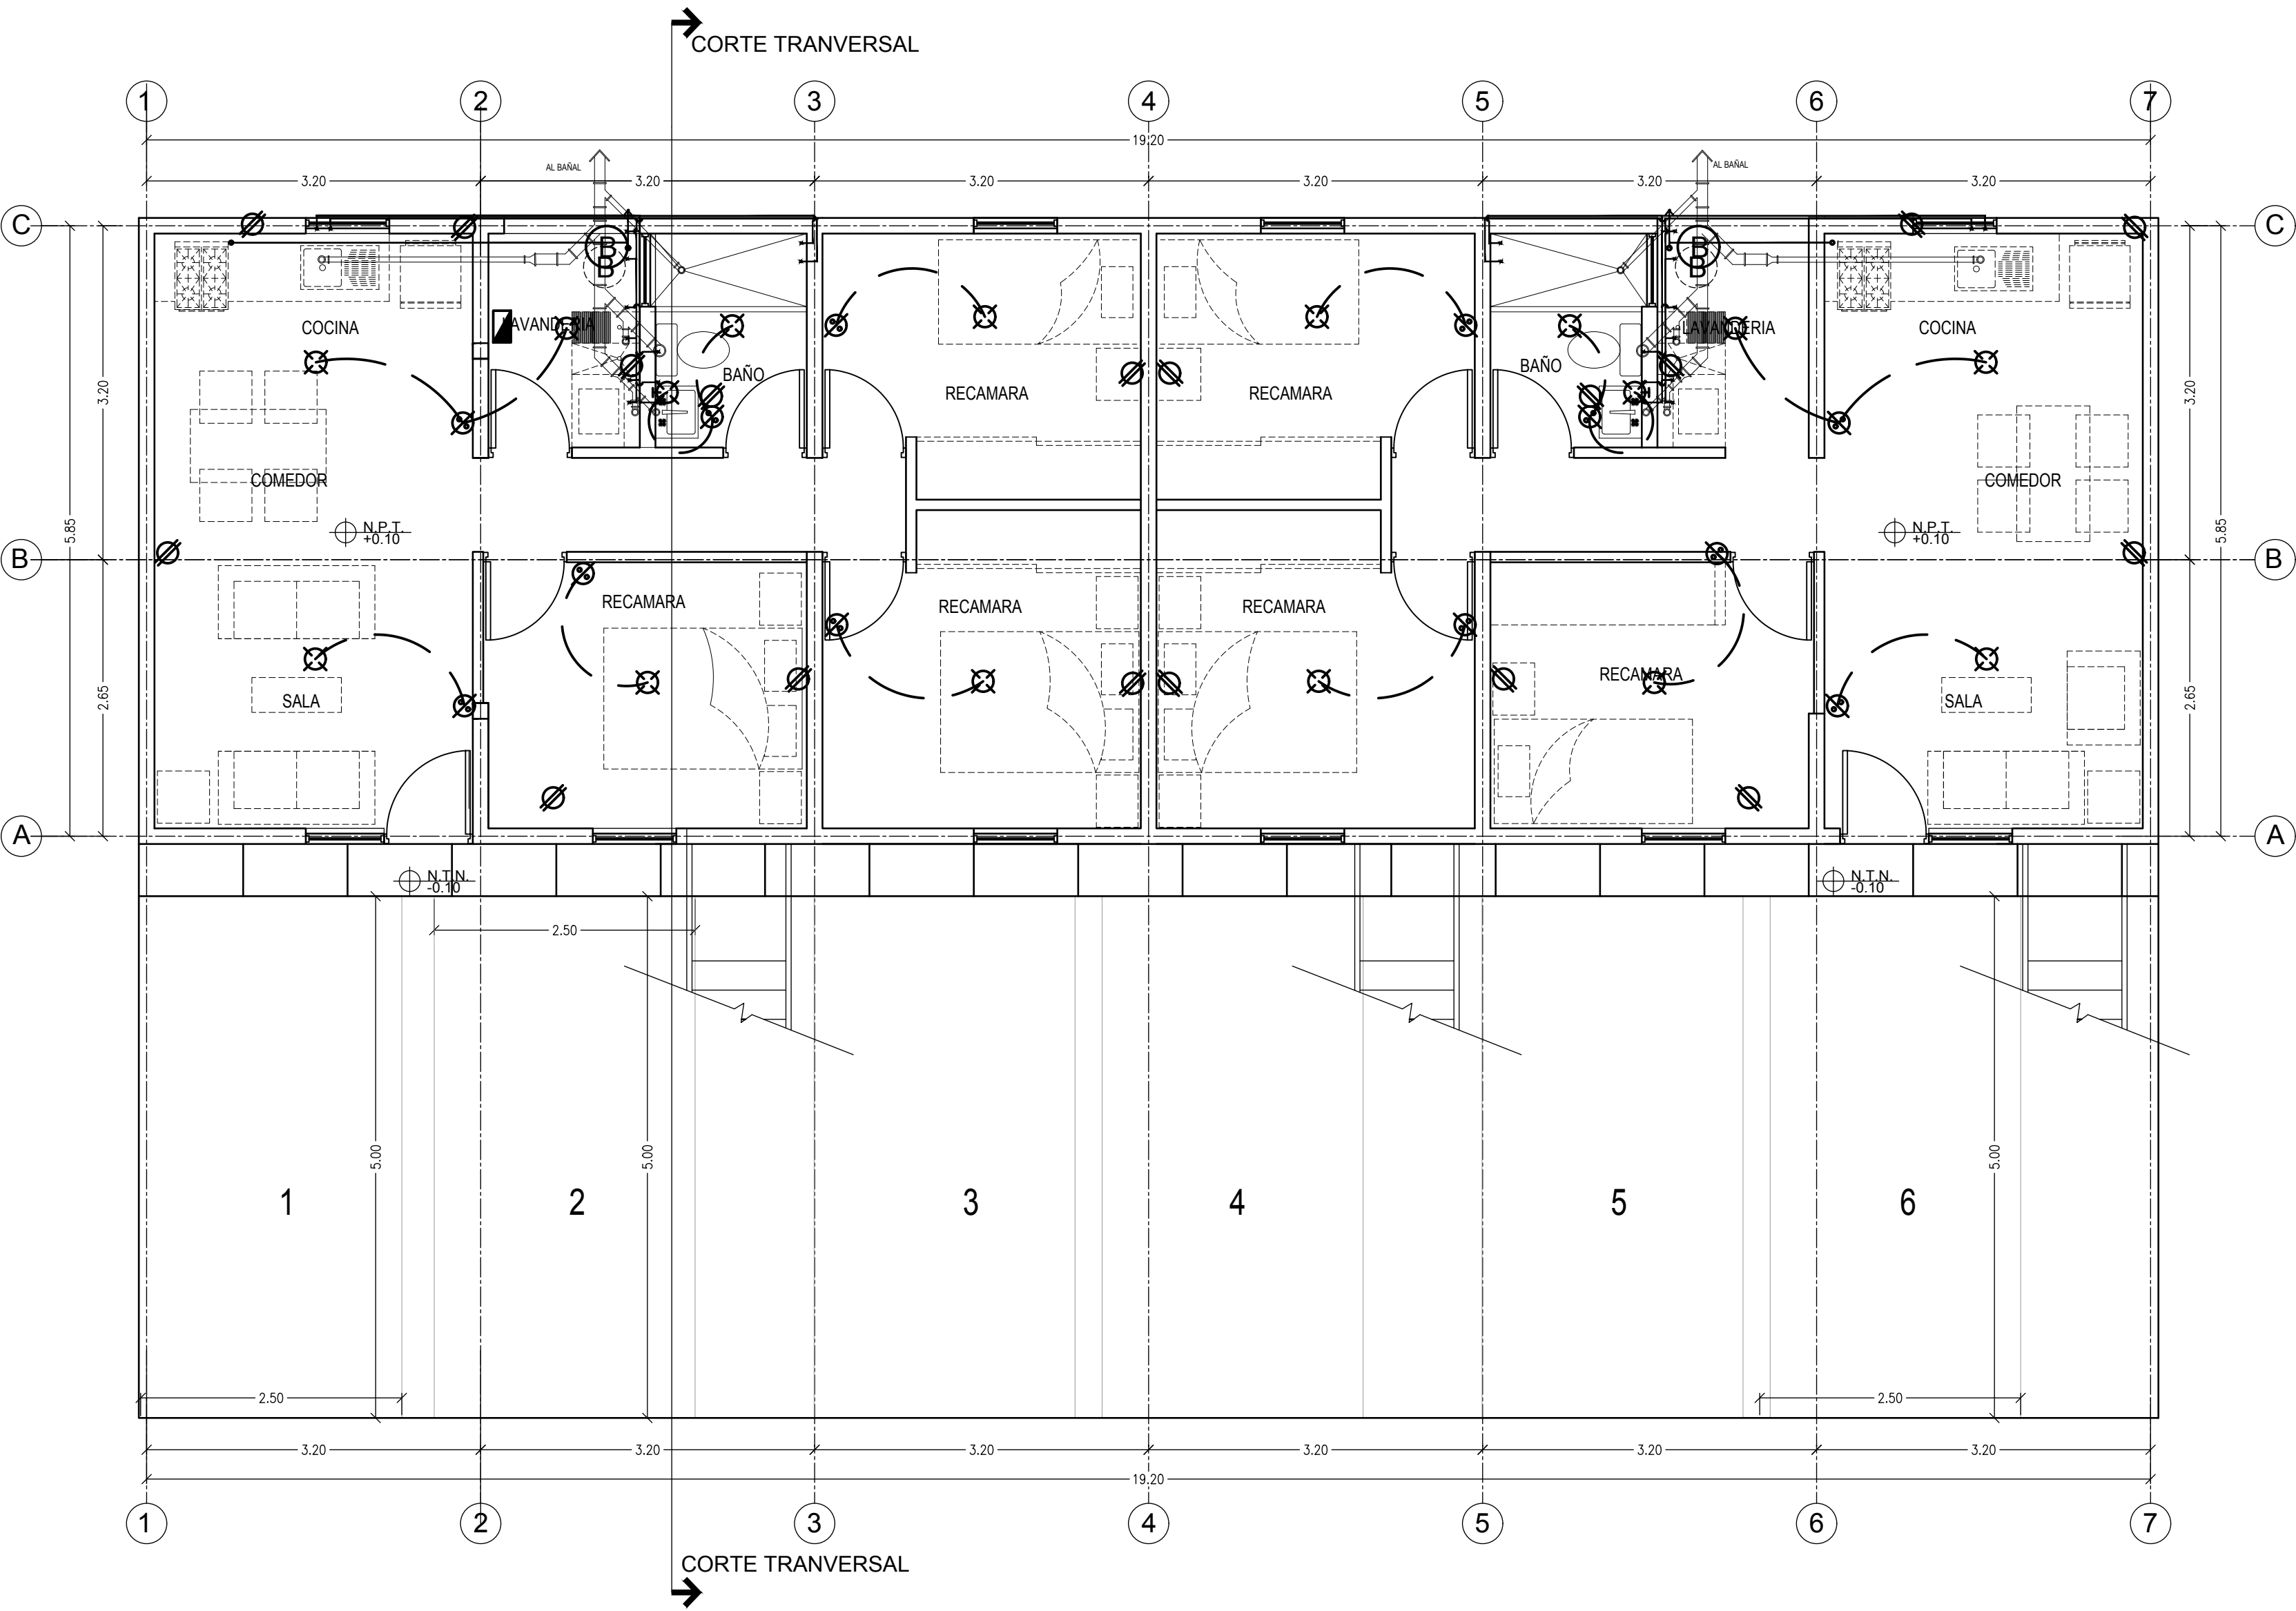 CORTE TRANVERSAL
1 2 3 4 5 6 7
19.20
AL BAÑAL AL BAÑAL
3.20 3.20 3.20 3.20 3.20 3.20
C C
B B
B B
LAVANDERIA LAVANDERIA
COCINA COCINA
BAÑO BAÑO
RECAMARA RECAMARA
3.20 3.20
COMEDOR COMEDOR
5.85 5.85
N.P.T. N.P.T.
+0.10 +0.10
B B
RECAMARA RECAMARA RECAMARA
RECAMARA
2.65 2.65
SALA SALA
A A
N.T.N. N.T.N.
-0.10 -0.10
2.50
5.00 5.00 5.00
1 2 3 4 5 6
2.50 2.50
3.20 3.20 3.20 3.20 3.20 3.20
19.20
1 2 3 4 5 6 7
CORTE TRANVERSAL